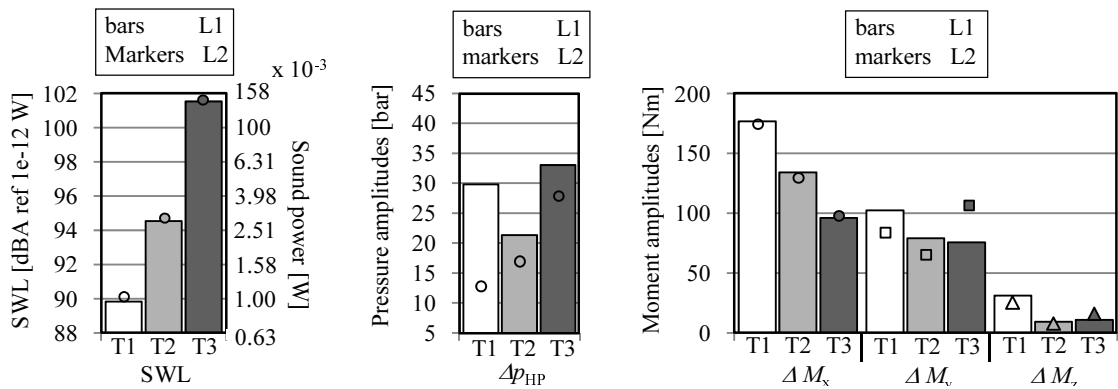 bars L1
Markers L2
x 10⁻³
SWL [dBA ref 1e-12 W]
102
100
98
96
94
92
90
88
158
100
6.31
3.98
2.51
1.58
1.00
0.63
Sound power [W]
T1 T2 T3
SWL
bars L1
markers L2
Pressure amplitudes [bar]
45
40
35
30
25
20
15
10
5
T1 T2 T3
Δp_HP
bars L1
markers L2
Moment amplitudes [Nm]
200
150
100
50
0
T1 T2 T3 T1 T2 T3 T1 T2 T3
Δ M_x Δ M_y Δ M_z